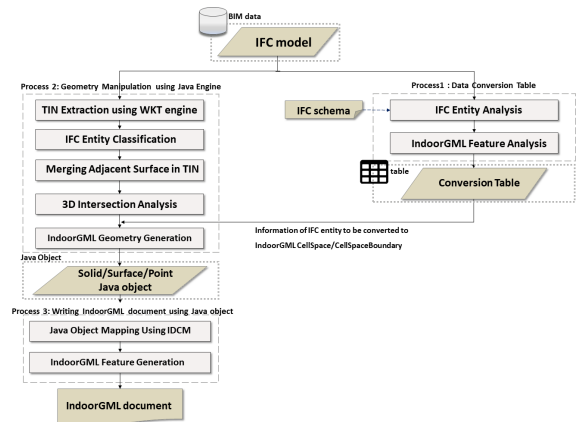 BIM data
IFC model
Process 2: Geometry Manipulation using Java Engine
TIN Extraction using WKT engine
IFC Entity Classification
Merging Adjacent Surface in TIN
3D Intersection Analysis
IndoorGML Geometry Generation
Process1 : Data Conversion Table
IFC schema
IFC Entity Analysis
IndoorGML Feature Analysis
table
Conversion Table
Information of IFC entity to be converted to
IndoorGML CellSpace/CellSpaceBoundary
Java Object
Solid/Surface/Point
Java object
Process 3: Writing IndoorGML document using Java object
Java Object Mapping Using IDCM
IndoorGML Feature Generation
IndoorGML document